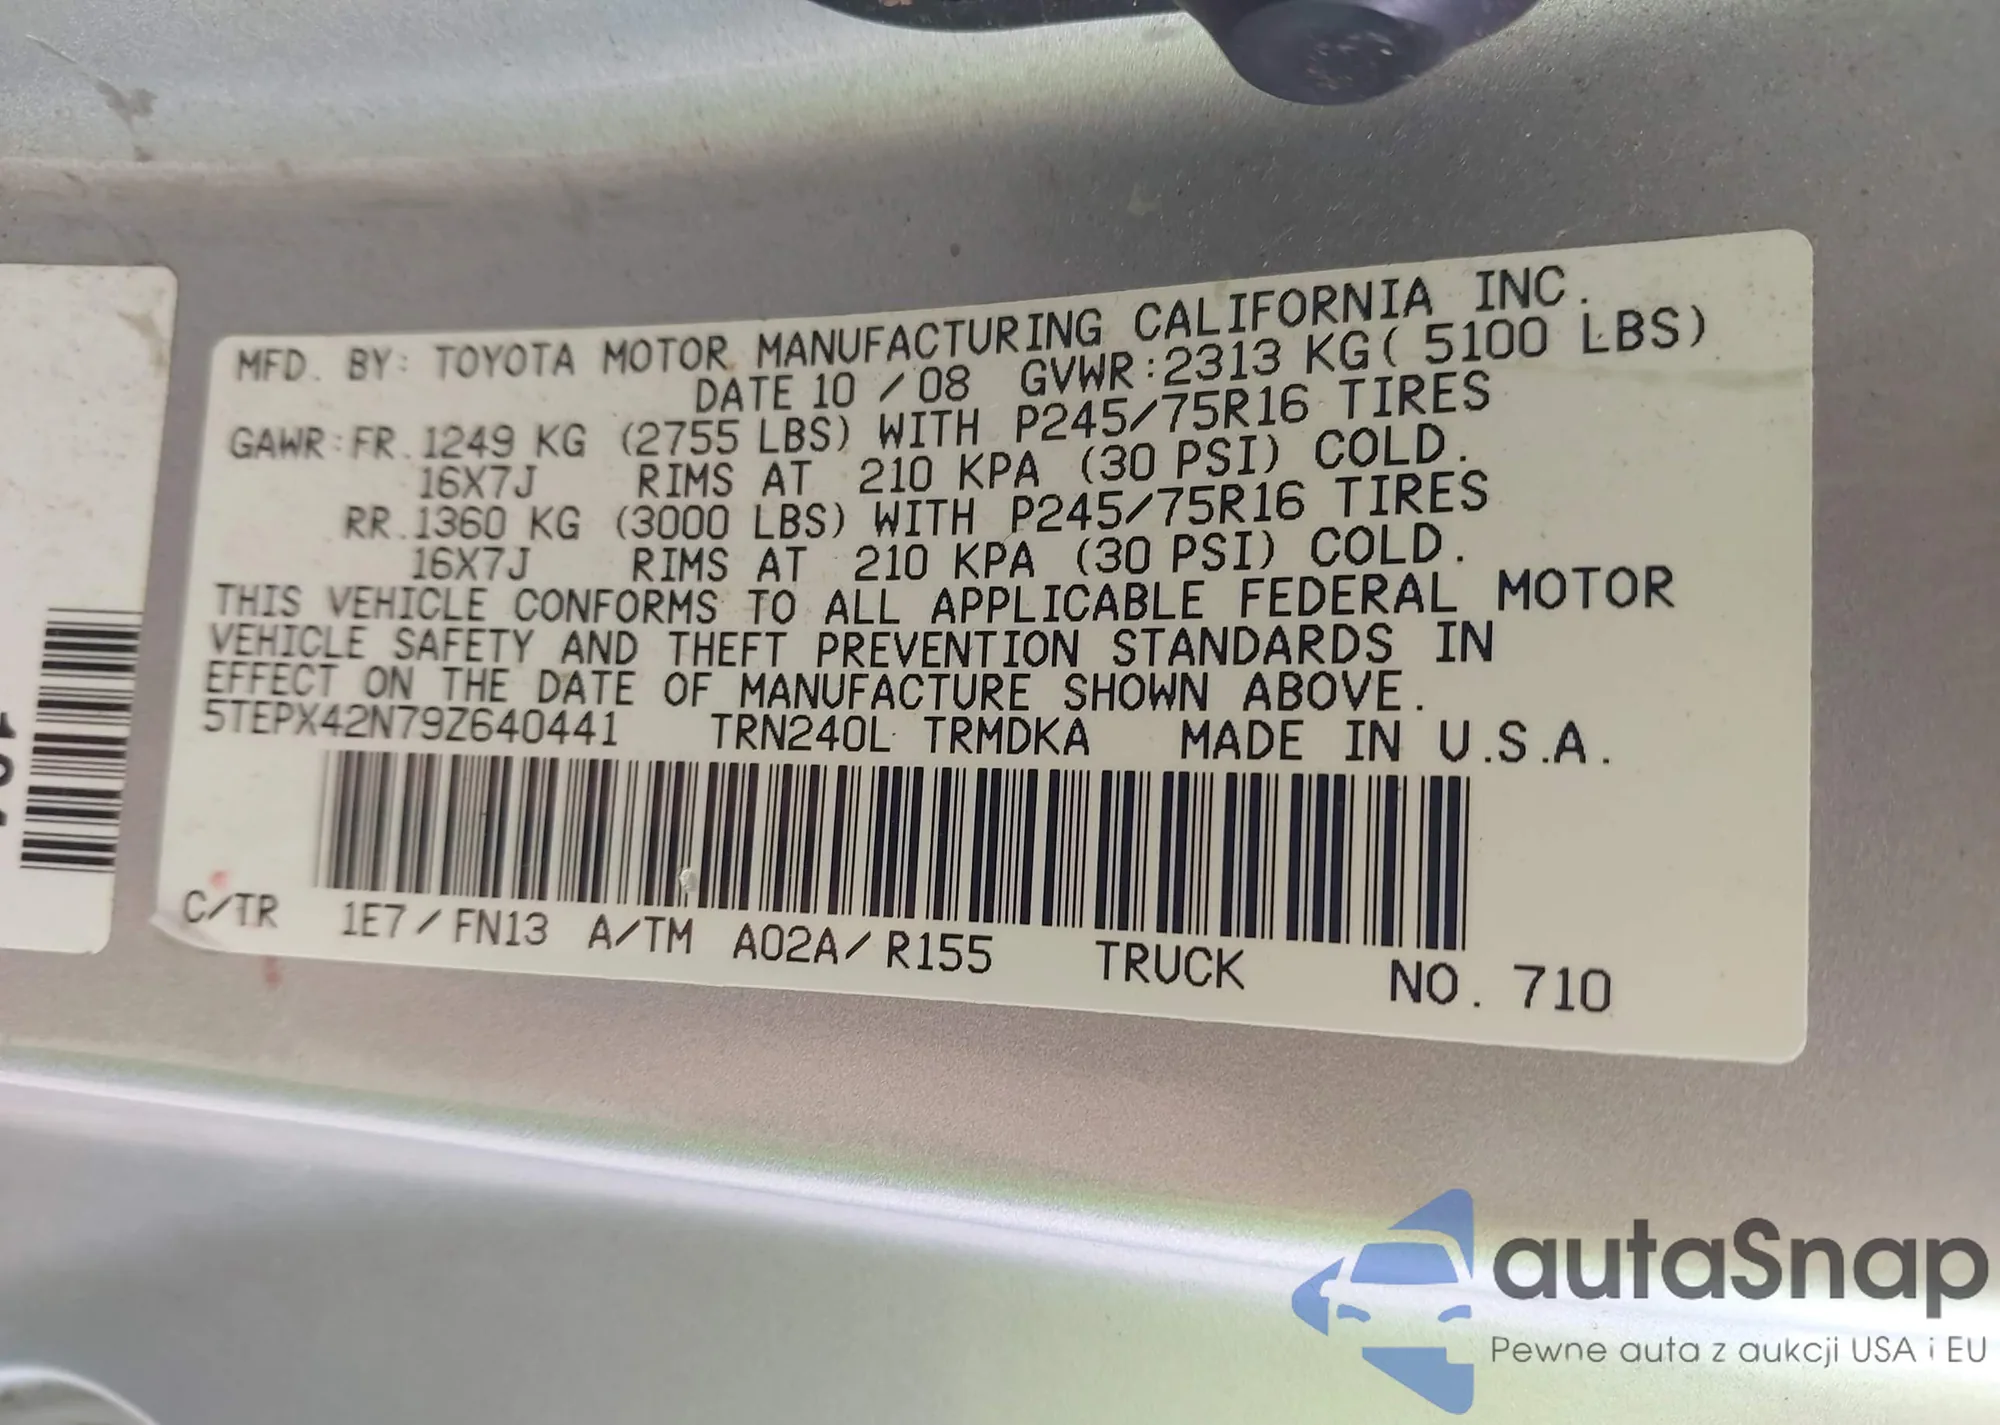 MFD. BY: TOYOTA MOTOR MANUFACTURING CALIFORNIA INC.
DATE 10 / 08 GVWR:2313 KG( 5100 LBS)
GAWR:FR.1249 KG (2755 LBS) WITH P245/75R16 TIRES
16X7J RIMS AT 210 KPA (30 PSI) COLD.
RR.1360 KG (3000 LBS) WITH P245/75R16 TIRES
16X7J RIMS AT 210 KPA (30 PSI) COLD.
THIS VEHICLE CONFORMS TO ALL APPLICABLE FEDERAL MOTOR
VEHICLE SAFETY AND THEFT PREVENTION STANDARDS IN
EFFECT ON THE DATE OF MANUFACTURE SHOWN ABOVE.
5TEPX42N79Z640441 TRN240L TRMDKA MADE IN U.S.A.
C/TR 1E7/FN13 A/TM A02A/R155 TRUCK NO. 710
autaSnap
Pewne auta z aukcji USA i EU